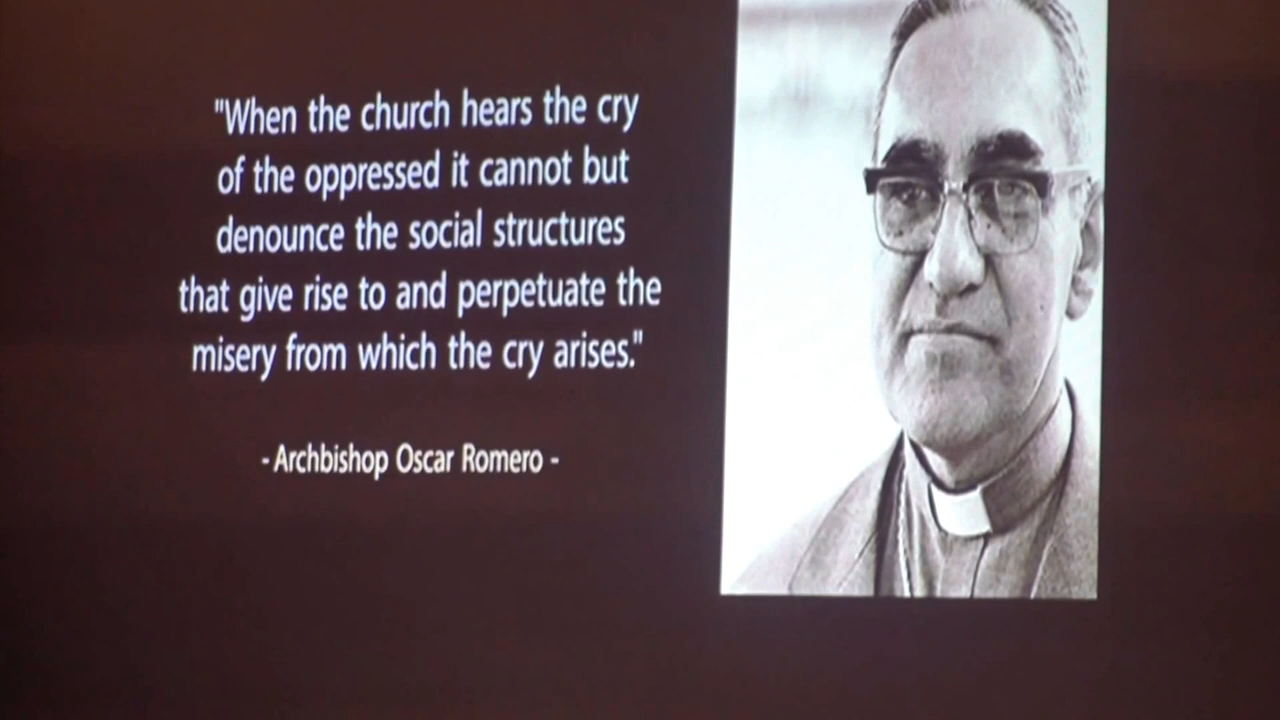 "When the church hears the cry
of the oppressed it cannot but
denounce the social structures
that give rise to and perpetuate the
misery from which the cry arises."
- Archbishop Oscar Romero -